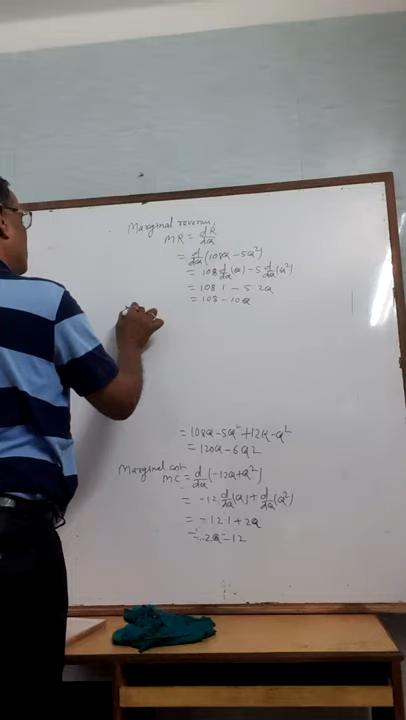 Marginal revenue,
MR = dR/dQ
= d/dQ (108Q - 5Q²)
= 108 d/dQ (Q) - 5 d/dQ (Q²)
= 108·1 - 5·2Q
= 108 - 10Q
= 108Q - 5Q² + 12Q - Q²
= 120Q - 6Q2
Marginal cost
MC = d/dQ (-12Q + Q²)
= -12 d/dQ (Q) + d/dQ (Q²)
= -12·1 + 2Q
= 2Q - 12